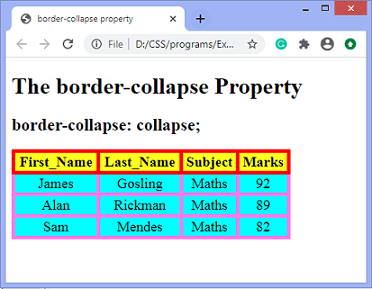 border-collapse property
File | D:/CSS/programs/Ex...
The border-collapse Property
border-collapse: collapse;
First_Name Last_Name Subject Marks
James Gosling Maths 92
Alan Rickman Maths 89
Sam Mendes Maths 82